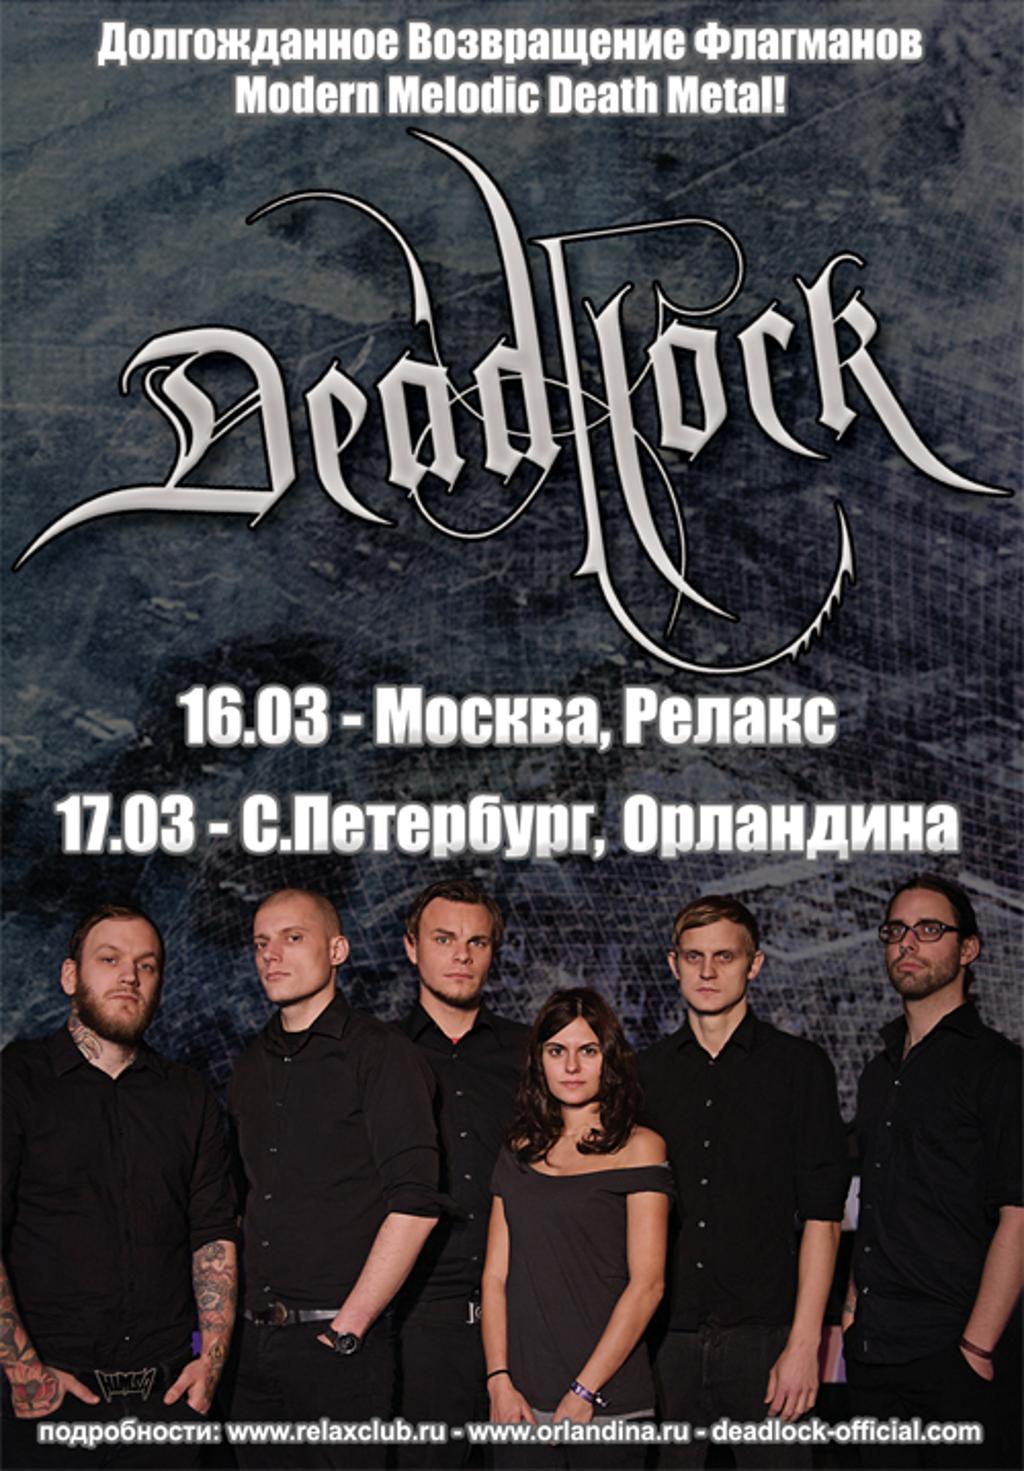 Долгожданное Возвращение Флагманов
Modern Melodic Death Metal!
Deadlock
16.03 - Москва, Релакс
17.03 - С.Петербург, Орландина
подробности: www.relaxclub.ru - www.orlandina.ru - deadlock-official.com